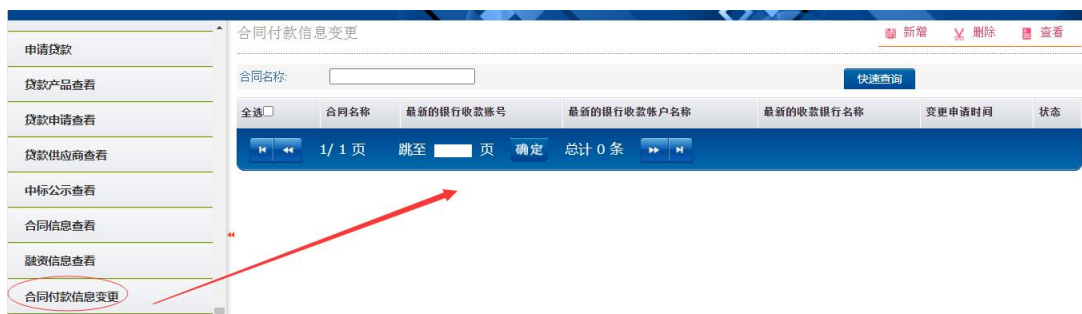 合同付款信息变更
新增 删除 查看
合同名称: 快速查询
全选 合同名称 最新的银行收款账号 最新的银行收款帐户名称 最新的收款银行名称 变更申请时间 状态
1/ 1 页 跳至 页 确定 总计 0 条
申请贷款
贷款产品查看
贷款申请查看
贷款供应商查看
中标公示查看
合同信息查看
融资信息查看
合同付款信息变更